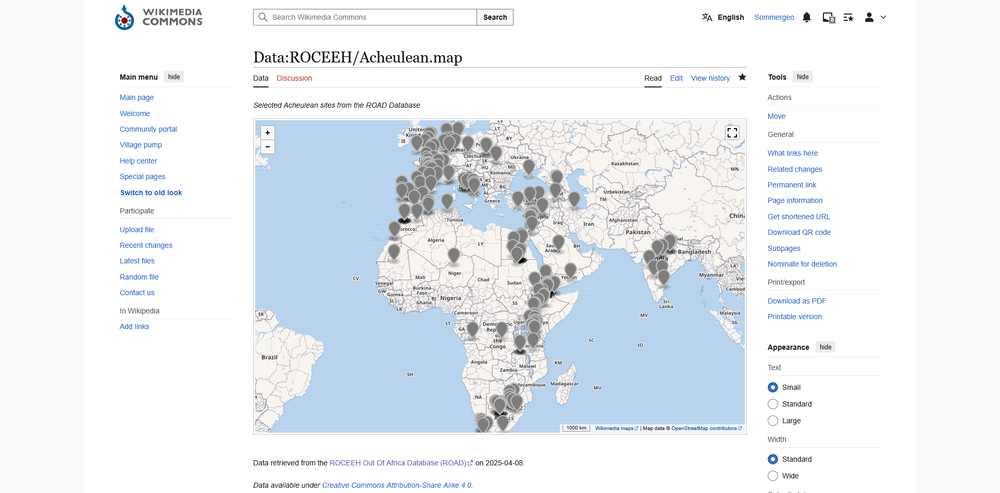 WIKIMEDIA
COMMONS
Search Wikimedia Commons
Search
English
Sommergeo
8
Main menu
hide
Main page
Welcome
Community portal
Village pump
Help center
Special pages
Switch to old look
Participate
Upload file
Recent changes
Latest files
Random file
Contact us
In Wikipedia
Add links
Data:ROCEEH/Acheulean.map
Data
Discussion
Read
Edit
View history
Selected Acheulean sites from the ROAD Database
+
−
United
IE
LT
BY
Czechia
SK
Ukraine
AT
HU
MD
Romania
RS
ME
BG
AL
Greece
Kazakhstan
MN
Uzbekistan
TM
Tunisia
Syria
Iraq
Iran
Afghanistan
Pakistan
Algeria
LY
BH
Bangladesh
Myanmar
LA
CV
Mali
Niger
Chad
Sudan
Senegal
GW
Guinea
SL
Burkina
Faso
BJ
Ghana
Nigeria
LR
SS
Cameroon
ST
GA
the
Congo
Sri
Lanka
MV
Malaysia
SG
SC
IO
SR
Brazil
Angola
Zambia
Malawi
KM
SH
Madagascar
MU
NA
LS
1000 km
Wikimedia maps | Map data © OpenStreetMap contributors
Data retrieved from the ROCEEH Out Of Africa Database (ROAD) on 2025-04-08.
Data available under Creative Commons Attribution-Share Alike 4.0.
Tools
hide
Actions
Move
General
What links here
Related changes
Permanent link
Page information
Get shortened URL
Download QR code
Subpages
Nominate for deletion
Print/export
Download as PDF
Printable version
Appearance
hide
Text
Small
Standard
Large
Width
Standard
Wide